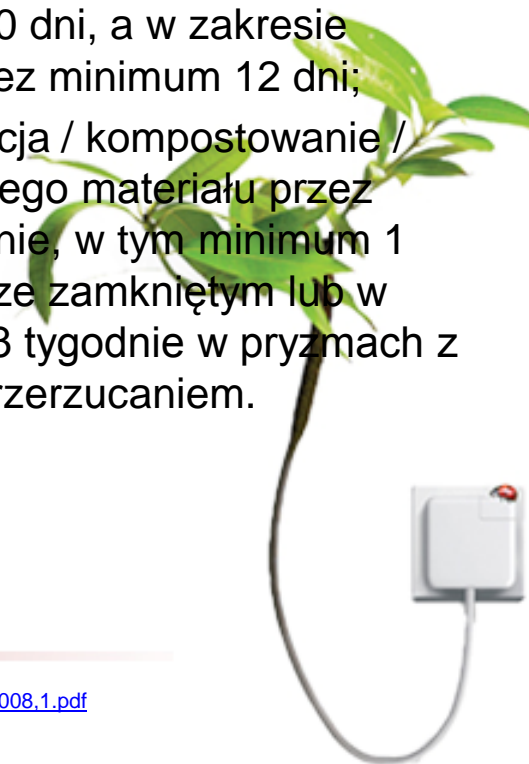 0 dni, a w zakresie
ez minimum 12 dni;
cja / kompostowanie /
ego materiału przez
nie, w tym minimum 1
ze zamkniętym lub w
3 tygodnie w pryzmach z
rzerzucaniem.
008,1.pdf